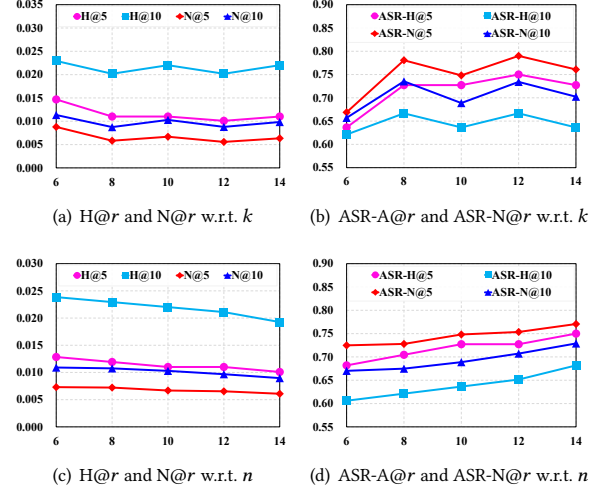 0.035
H@5 H@10 N@5 N@10
0.030
0.025
0.020
0.015
0.010
0.005
0.000
6 8 10 12 14
(a) H@r and N@r w.r.t. k
0.90
ASR-H@5 ASR-H@10
0.85
ASR-N@5 ASR-N@10
0.80
0.75
0.70
0.65
0.60
0.55
6 8 10 12 14
(b) ASR-A@r and ASR-N@r w.r.t. k
0.030
H@5 H@10 N@5 N@10
0.025
0.020
0.015
0.010
0.005
0.000
6 8 10 12 14
(c) H@r and N@r w.r.t. n
0.90
ASR-H@5 ASR-H@10
0.85
ASR-N@5 ASR-N@10
0.80
0.75
0.70
0.65
0.60
0.55
6 8 10 12 14
(d) ASR-A@r and ASR-N@r w.r.t. n